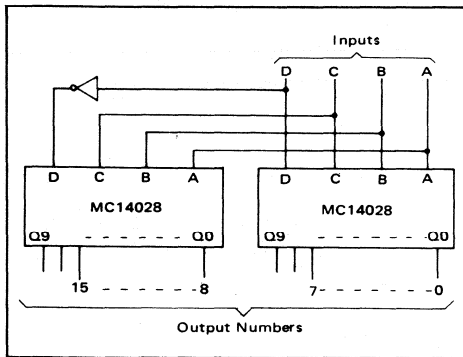 Inputs
D C B A
D C B A D C B A
MC14028 MC14028
Q9 - - - - - - Q0 Q9 - - - - - - - Q0
15 - - - - - - - 8 7 - - - - - - - - 0
Output Numbers